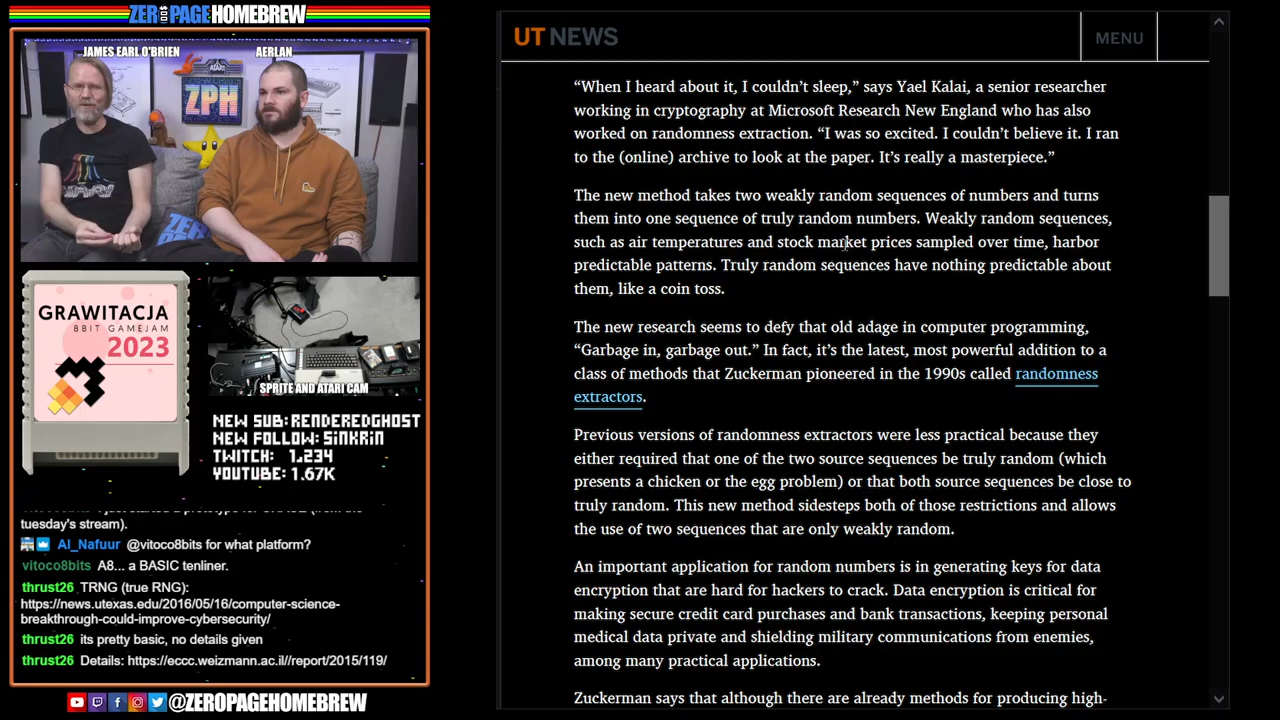 ZEROPAGE HOMEBREW
JAMES EARL O'BRIEN
AERLAN
ATARI
ZPH
GRAWITACJA
8BIT GAMEJAM
2023
SPRITE AND ATARI CAM
NEW SUB:RENDEREDGHOST
NEW FOLLOW:SINKRIN
TWITCH: 1,234
YOUTUBE: 1.67K
tuesday's stream).
Al_Nafuur @vitoco8bits for what platform?
vitoco8bits A8... a BASIC tenliner.
thrust26 TRNG (true RNG):
https://news.utexas.edu/2016/05/16/computer-science-
breakthrough-could-improve-cybersecurity/
thrust26 its pretty basic, no details given
thrust26 Details: https://eccc.weizmann.ac.il//report/2015/119/
@ZEROPAGEHOMEBREW
UT NEWS
MENU
“When I heard about it, I couldn’t sleep,” says Yael Kalai, a senior researcher
working in cryptography at Microsoft Research New England who has also
worked on randomness extraction. “I was so excited. I couldn’t believe it. I ran
to the (online) archive to look at the paper. It’s really a masterpiece.”
The new method takes two weakly random sequences of numbers and turns
them into one sequence of truly random numbers. Weakly random sequences,
such as air temperatures and stock market prices sampled over time, harbor
predictable patterns. Truly random sequences have nothing predictable about
them, like a coin toss.
The new research seems to defy that old adage in computer programming,
“Garbage in, garbage out.” In fact, it’s the latest, most powerful addition to a
class of methods that Zuckerman pioneered in the 1990s called randomness
extractors.
Previous versions of randomness extractors were less practical because they
either required that one of the two source sequences be truly random (which
presents a chicken or the egg problem) or that both source sequences be close to
truly random. This new method sidesteps both of those restrictions and allows
the use of two sequences that are only weakly random.
An important application for random numbers is in generating keys for data
encryption that are hard for hackers to crack. Data encryption is critical for
making secure credit card purchases and bank transactions, keeping personal
medical data private and shielding military communications from enemies,
among many practical applications.
Zuckerman says that although there are already methods for producing high-